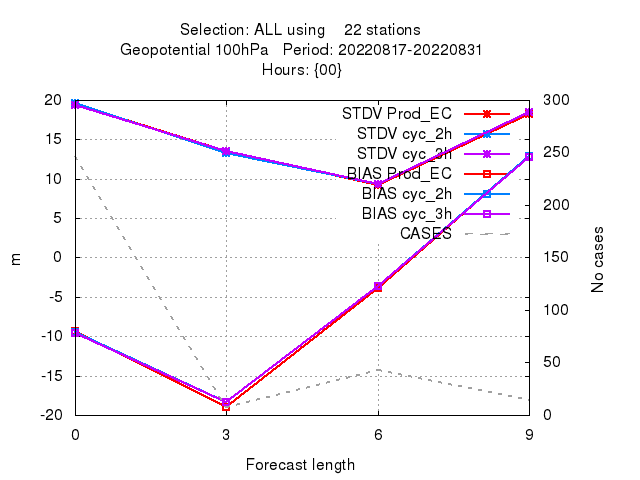 Selection: ALL using    22 stations
Geopotential 100hPa   Period: 20220817-20220831
Hours: {00}
20
15
10
5
0
-5
-10
-15
-20
m
300
250
200
150
100
50
0
No cases
STDV Prod_EC
STDV cyc_2h
STDV cyc_3h
BIAS Prod_EC
BIAS cyc_2h
BIAS cyc_3h
CASES
0 3 6 9
Forecast length